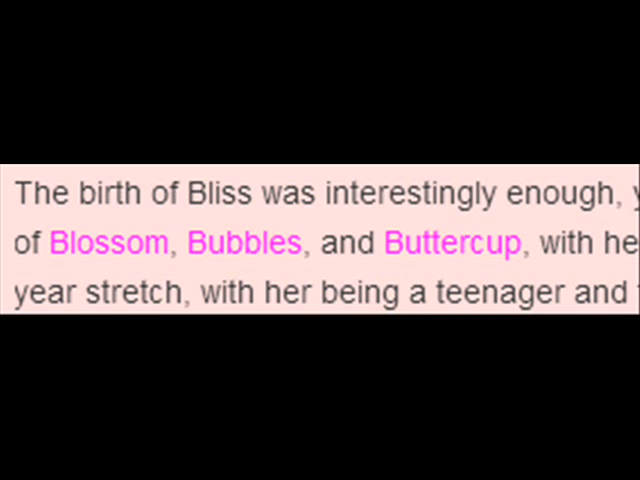 The birth of Bliss was interestingly enough,
of Blossom, Bubbles, and Buttercup, with he
year stretch, with her being a teenager and